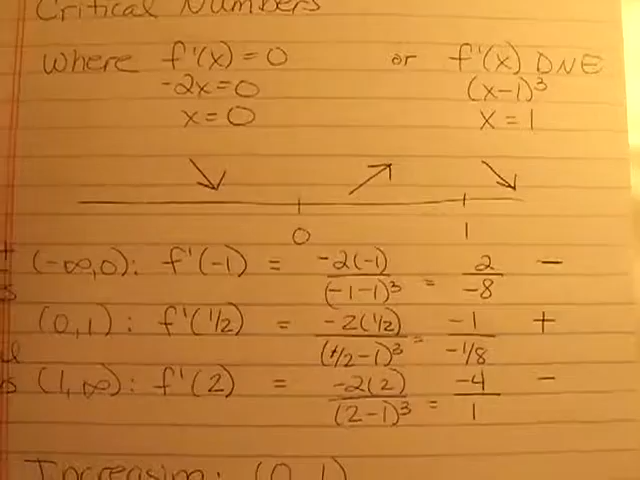 Critical Numbers
where f'(x) = 0 or f'(x) DNE
-2x = 0 (x-1)³
x = 0 x = 1
0 1
(-∞,0): f'(-1) = -2(-1)/(-1-1)³ = 2/-8 −
(0,1): f'(1/2) = -2(1/2)/(1/2-1)³ = -1/-1/8 +
(1,∞): f'(2) = -2(2)/(2-1)³ = -4/1 −
Increasing: (0,1)